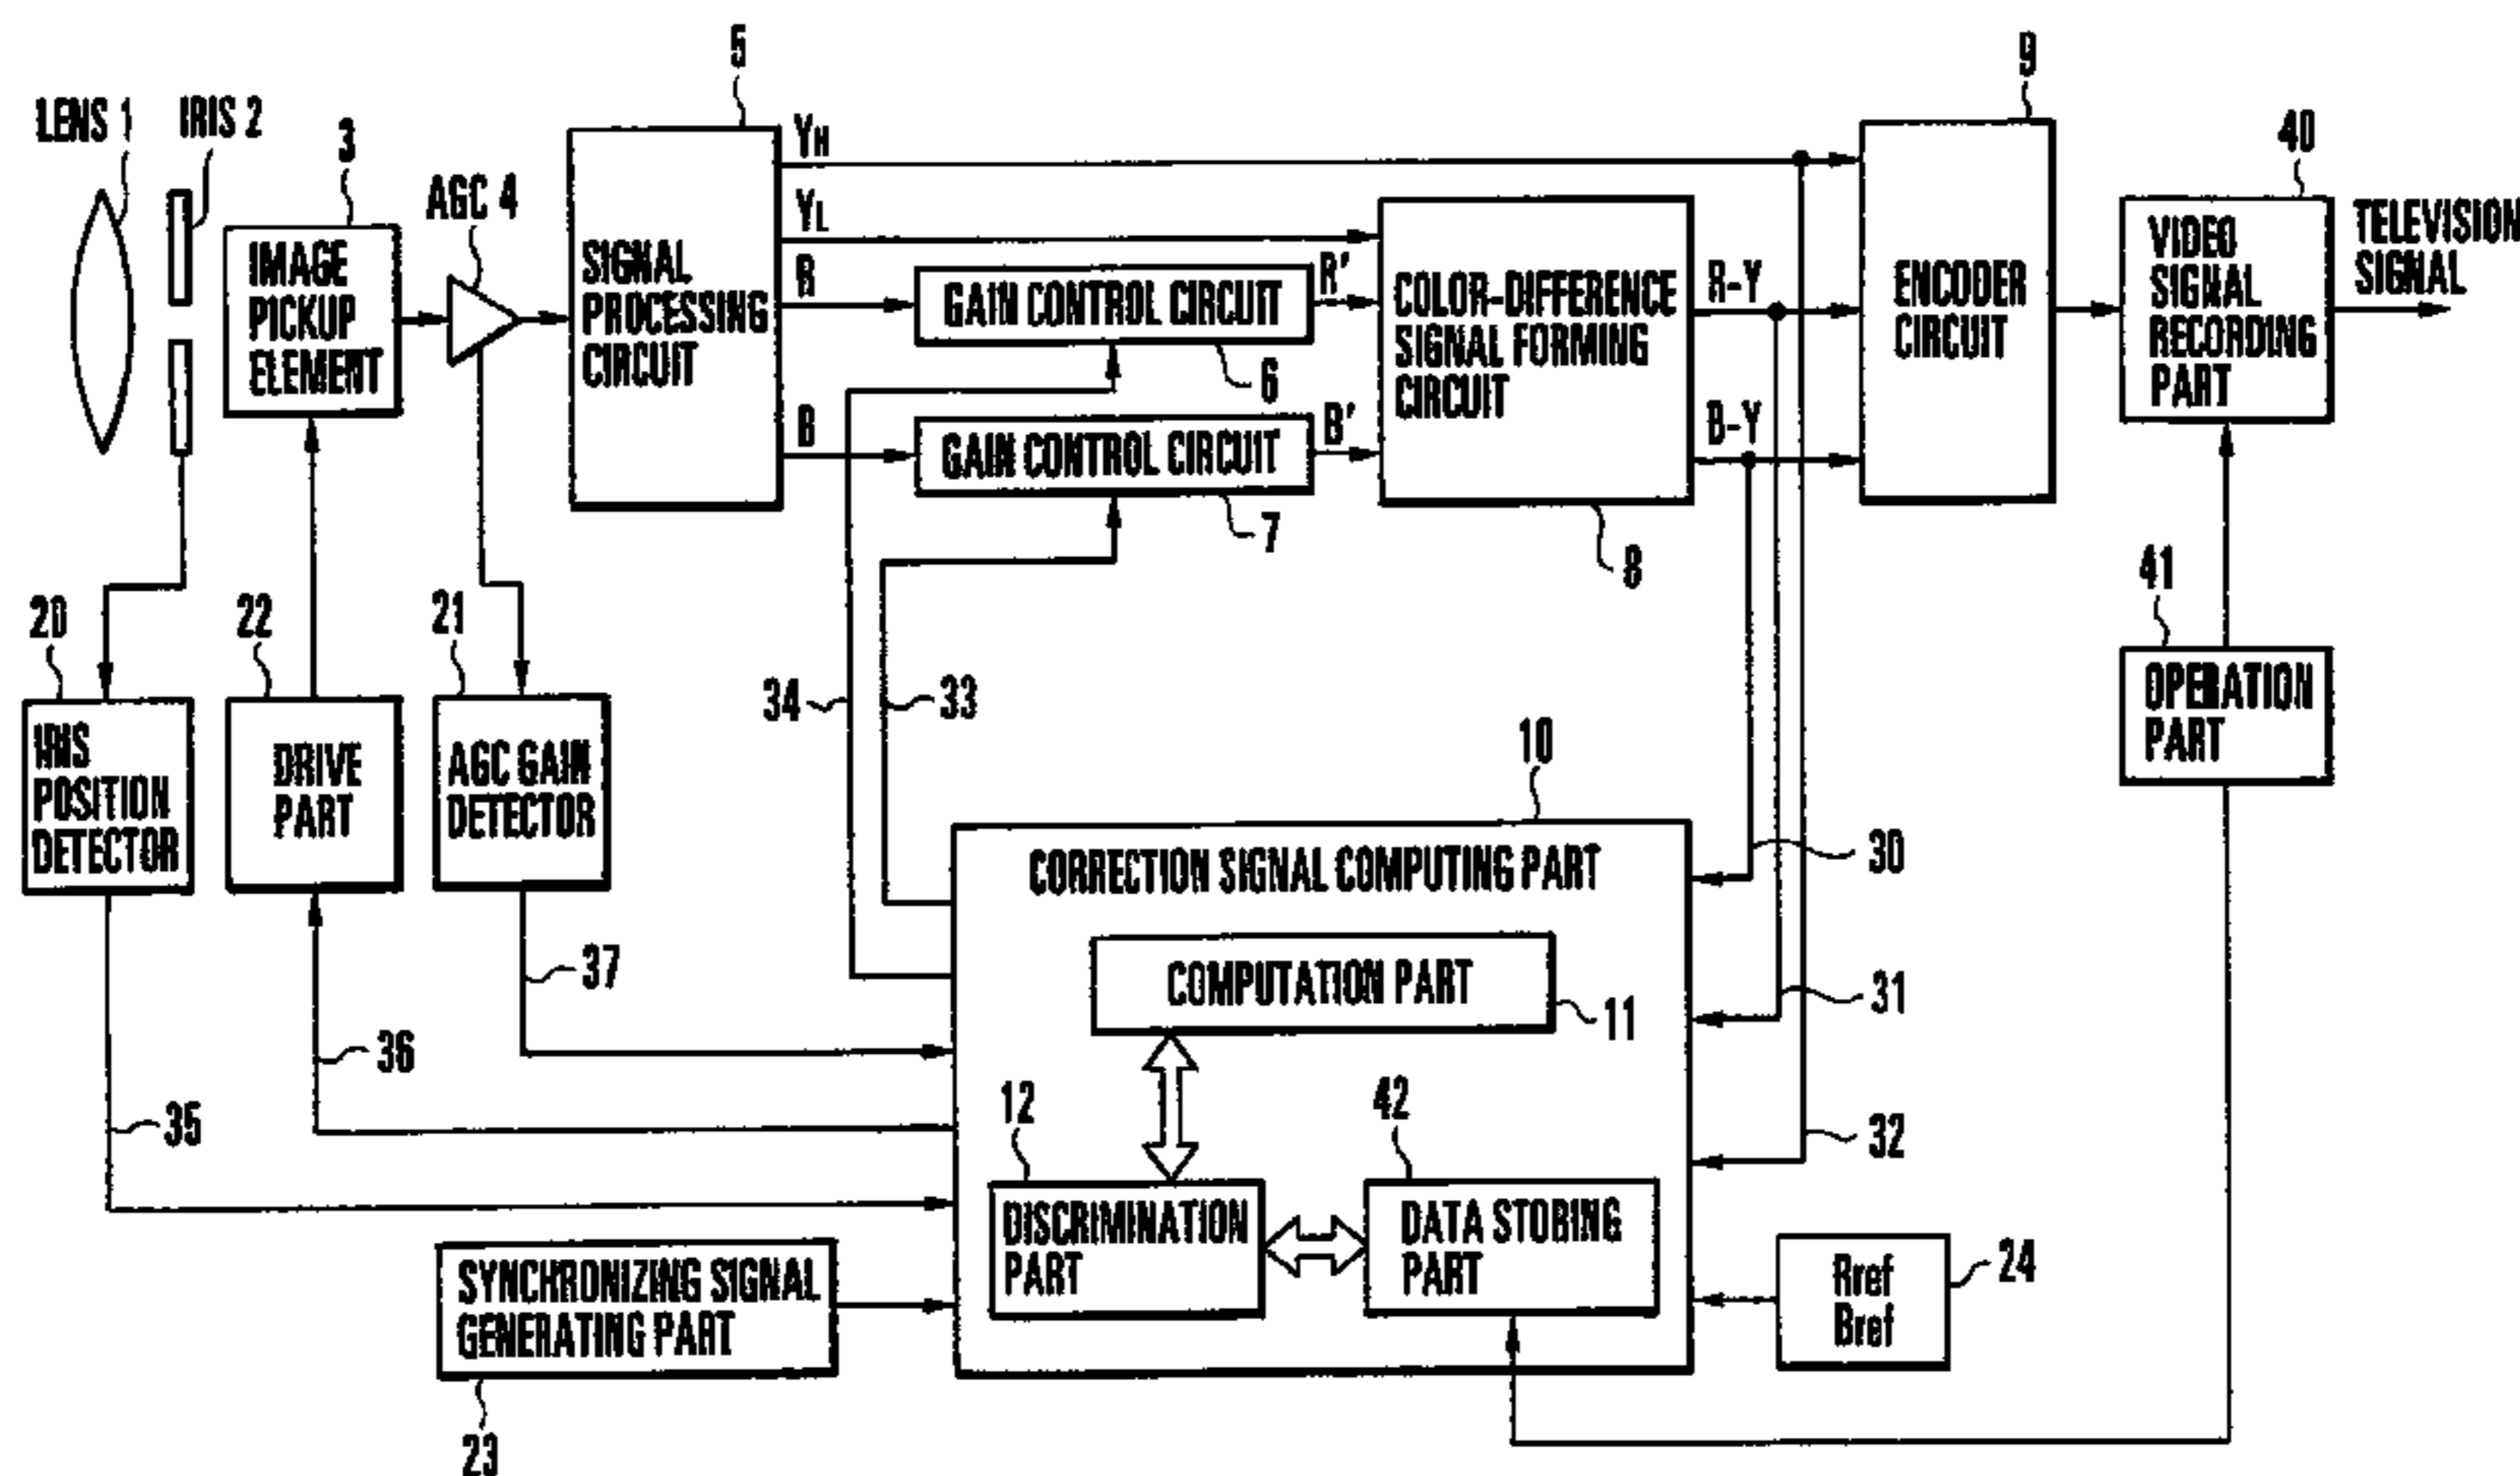 5
9
LENS 1
IRIS 2
3
AGC 4
40
YH
YL
R
B
IMAGE
PICKUP
ELEMENT
SIGNAL
PROCESSING
CIRCUIT
GAIN CONTROL CIRCUIT
R'
6
GAIN CONTROL CIRCUIT
B'
7
COLOR-DIFFERENCE
SIGNAL FORMING
CIRCUIT
8
R-Y
B-Y
ENCODER
CIRCUIT
VIDEO
SIGNAL
RECORDING
PART
TELEVISION
SIGNAL
41
OPERATION
PART
20
22
21
34
33
IRIS
POSITION
DETECTOR
DRIVE
PART
AGC GAIN
DETECTOR
10
CORRECTION SIGNAL COMPUTING PART
30
COMPUTATION PART
11
31
37
36
35
12
42
32
DISCRIMINATION
PART
DATA STOBING
PART
SYNCHRONIZING SIGNAL
GENERATING PART
23
Rref
Bref
24